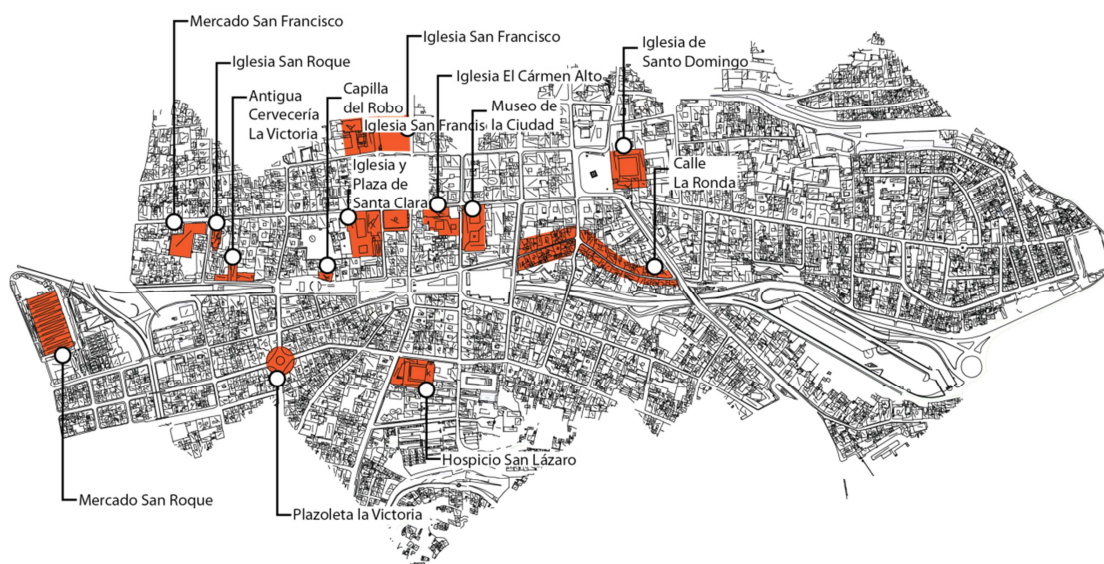 Mercado San Francisco
Iglesia San Francisco
Iglesia de
Santo Domingo
Iglesia San Roque
Iglesia El Cármen Alto
Antigua
Cervecería
La Victoria
Capilla
del Robo
Museo de
la Ciudad
Iglesia San Francis
Iglesia y
Plaza de
Santa Clara
Calle
La Ronda
Hospicio San Lázaro
Mercado San Roque
Plazoleta la Victoria